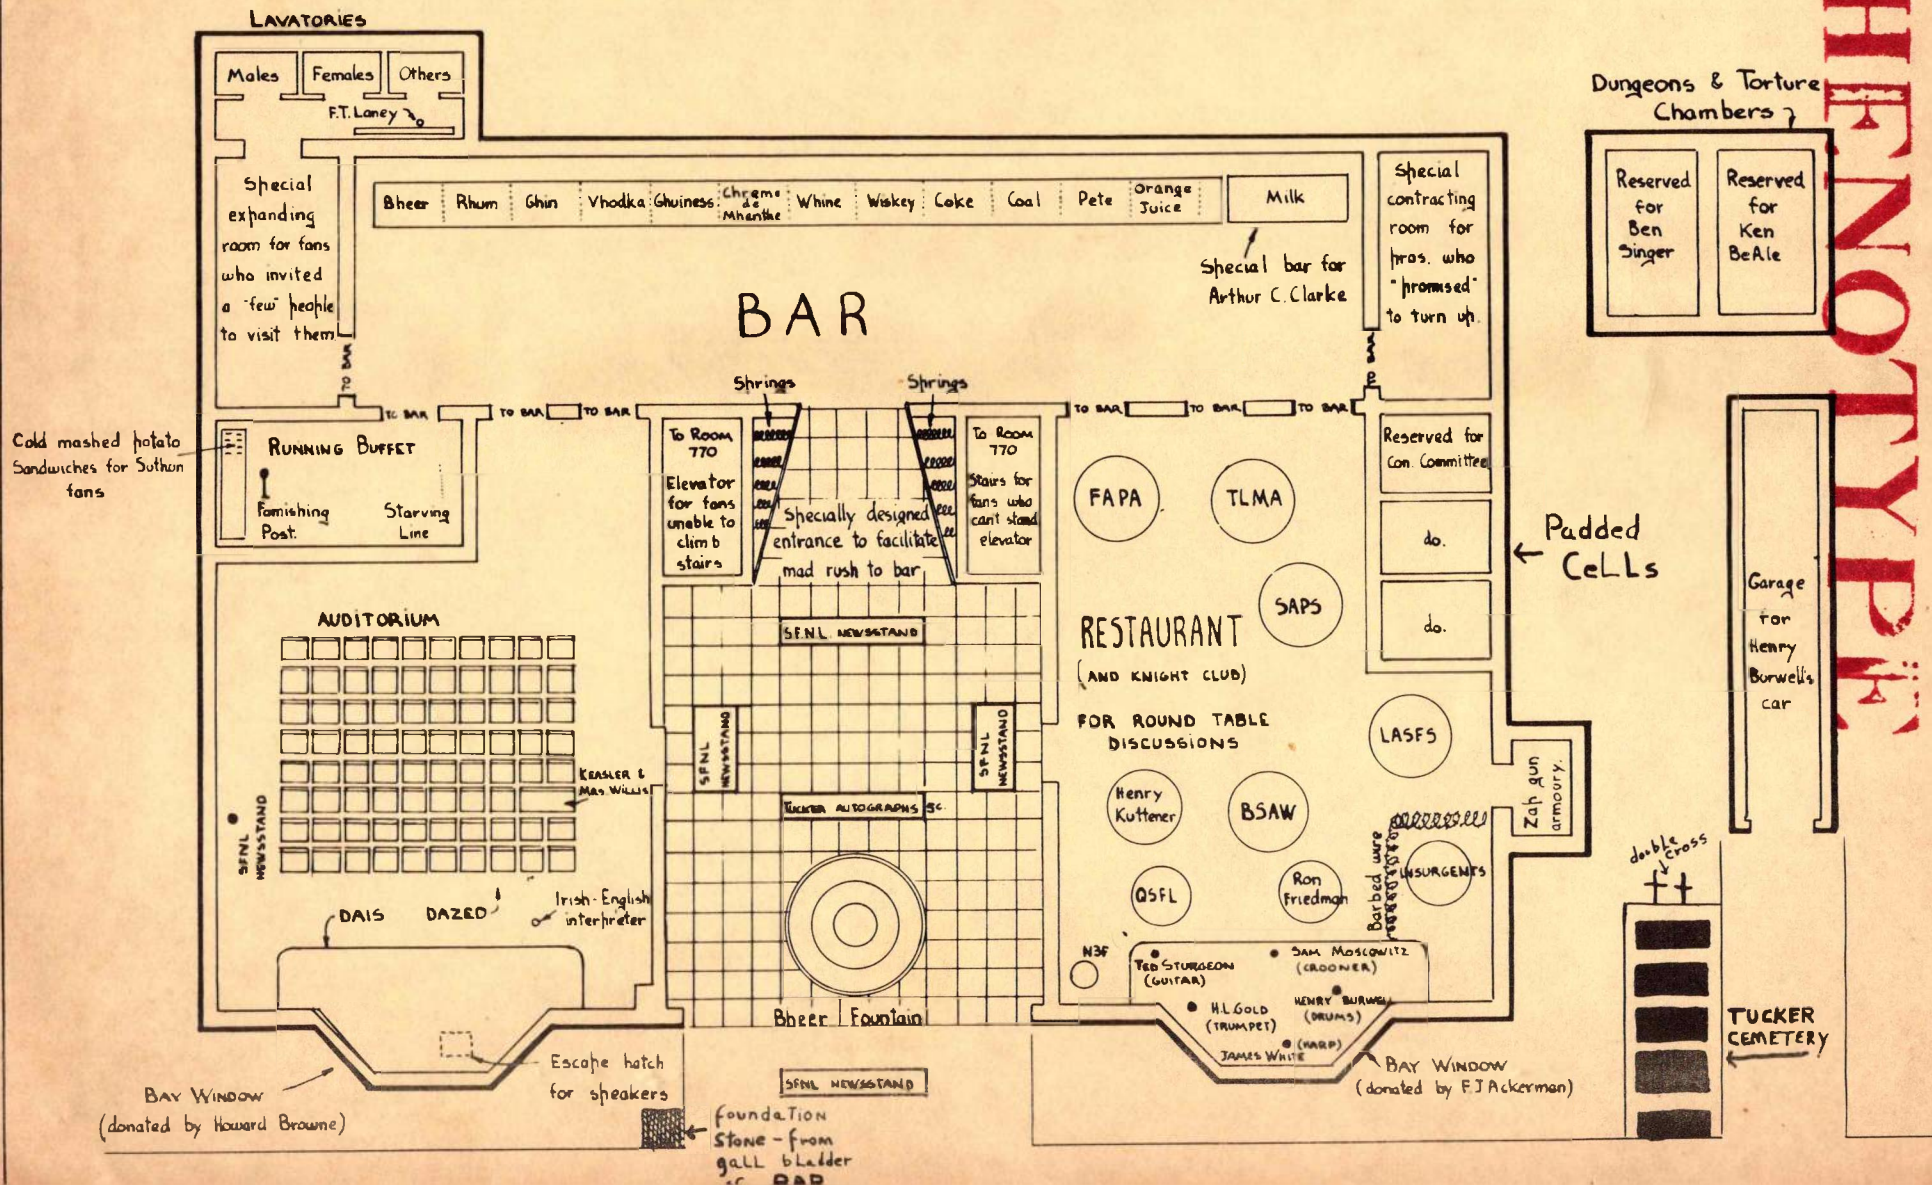 LAVATORIES
Males
Females
Others
F.T. Laney
Special
expanding
room for fans
who invited
a "few" people
to visit them
TO BAR
Bheer
Rhum
Ghin
Vhodka
Ghuiness
Chreme
de
Mhenthe
Whine
Wiskey
Coke
Coal
Pete
Orange
Juice
Milk
Special bar for
Arthur C. Clarke
BAR
Special
contracting
room for
pros. who
"promised"
to turn up.
TO BAR
Dungeons & Torture
Chambers
Reserved
for
Ben
Singer
Reserved
for
Ken
BeAle
HENOTYPE
Springs
Springs
TO BAR
TO BAR
TO BAR
TO BAR
TO BAR
TO BAR
Cold mashed potato
Sandwiches for Suthun
fans
RUNNING BUFFET
Famishing
Post.
Starving
Line
To Room
770
Elevator
for fans
unable to
climb
stairs
Specially designed
entrance to facilitate
mad rush to bar
To Room
770
Stairs for
fans who
can't stand
elevator
FAPA
TLMA
SAPS
Reserved for
Con. Committee
do.
do.
Padded
CeLLs
Garage
for
Henry
Burwell's
car
AUDITORIUM
KEASLER &
MAS. WILLIS
SFNL
NEWSSTAND
DAIS
DAZED
Irish-English
interpreter
S.F.N.L. NEWSSTAND
SFNL
NEWSSTAND
SFNL
NEWSSTAND
TUCKER AUTOGRAPHS 5c.
Bheer Fountain
RESTAURANT
(AND KNIGHT CLUB)
FOR ROUND TABLE
DISCUSSIONS
LASFS
Henry
Kuttener
BSAW
QSFL
Ron
Friedman
Barbed wire
INSURGENTS
Zap gun
armoury.
N3F
TED STURGEON
(GUITAR)
SAM MOSCOWITZ
(CROONER)
H.L. GOLD
(TRUMPET)
HENRY BURWELL
(DRUMS)
(HARP)
JAMES WHITE
double
cross
TUCKER
CEMETERY
BAY WINDOW
(donated by Howard Browne)
Escape hatch
for speakers
SFNL NEWSSTAND
BAY WINDOW
(donated by F.J Ackerman)
foundaTION
STONE - from
gaLL bLadder
of BAR